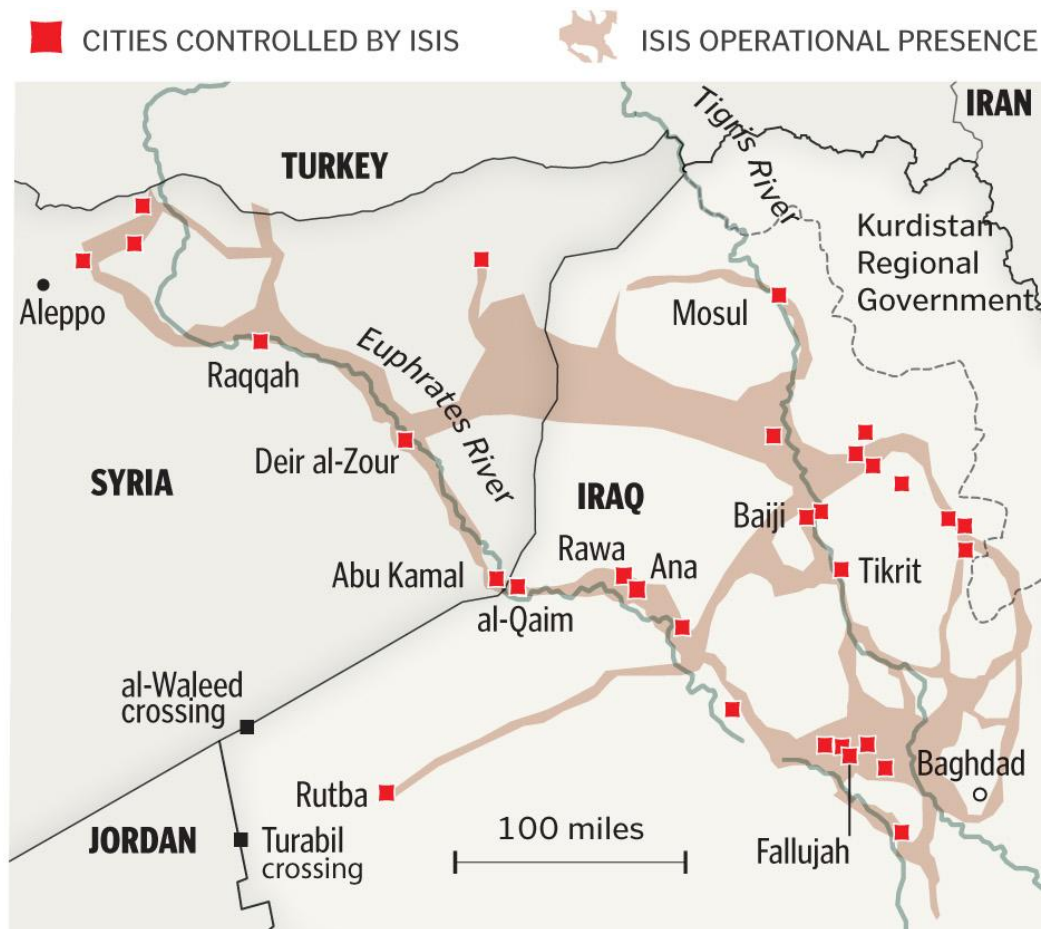 CITIES CONTROLLED BY ISIS
ISIS OPERATIONAL PRESENCE
IRAN
Tigris River
TURKEY
Kurdistan
Regional
Government
Aleppo
Mosul
Raqqah
Euphrates River
Deir al-Zour
SYRIA
IRAQ
Baiji
Rawa
Ana
Abu Kamal
Tikrit
al-Qaim
al-Waleed
crossing
Baghdad
Rutba
100 miles
JORDAN
Turabil
crossing
Fallujah